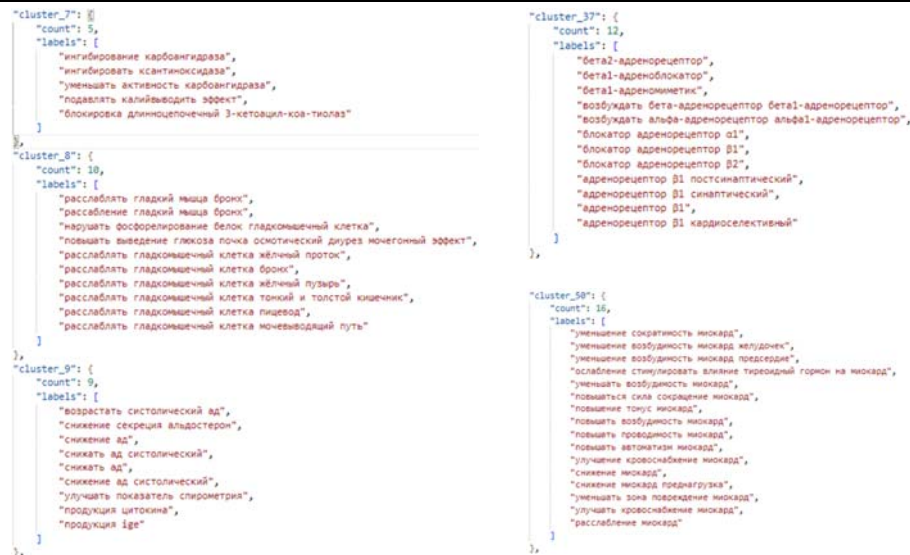 "cluster_7": {
"count": 5,
"labels": [
"ингибирование карбоангидраза",
"ингибировать ксантиноксидаза",
"уменьшать активность карбоангидраза",
"подавлять калийвыводить эффект",
"блокировка длинноцепочечный 3-кетоацил-коа-тиолаз"
]
},
"cluster_8": {
"count": 10,
"labels": [
"расслаблять гладкий мышца бронх",
"расслабление гладкий мышца бронх",
"нарушать фосфорелирование белок гладкомышечный клетка",
"повышать выведение глюкоза почка осмотический диурез мочегонный эффект",
"расслаблять гладкомышечный клетка жёлчный проток",
"расслаблять гладкомышечный клетка бронх",
"расслаблять гладкомышечный клетка жёлчный пузырь",
"расслаблять гладкомышечный клетка тонкий и толстой кишечник",
"расслаблять гладкомышечный клетка пищевод",
"расслаблять гладкомышечный клетка мочевыводящий путь"
]
},
"cluster_9": {
"count": 9,
"labels": [
"возрастать систолический ад",
"снижение секреция альдостерон",
"снижение ад",
"снижать ад систолический",
"снижать ад",
"снижение ад систолический",
"улучшать показатель спирометрия",
"продукция цитокина",
"продукция ige"
]
},
"cluster_37": {
"count": 12,
"labels": [
"бета2-адренорецептор",
"бета1-адреноблокатор",
"бета1-адреномиметик",
"возбуждать бета-адренорецептор бета1-адренорецептор",
"возбуждать альфа-адренорецептор альфа1-адренорецептор",
"блокатор адренорецептор α1",
"блокатор адренорецептор β1",
"блокатор адренорецептор β2",
"адренорецептор β1 постсинаптический",
"адренорецептор β1 синаптический",
"адренорецептор β1",
"адренорецептор β1 кардиоселективный"
]
},
"cluster_50": {
"count": 16,
"labels": [
"уменьшение сократимость миокард",
"уменьшение возбудимость миокард желудочек",
"уменьшение возбудимость миокард предсердие",
"ослабление стимулировать влияние тиреоидный гормон на миокард",
"уменьшать возбудимость миокард",
"повышаться сила сокращение миокард",
"повышение тонус миокард",
"повышать возбудимость миокард",
"повышать проводимость миокард",
"повышать автоматизм миокард",
"улучшение кровоснабжение миокард",
"снижение миокард",
"снижение миокард преднагрузка",
"уменьшать зона повреждение миокард",
"улучшать кровоснабжение миокард",
"расслабление миокард"
]
},